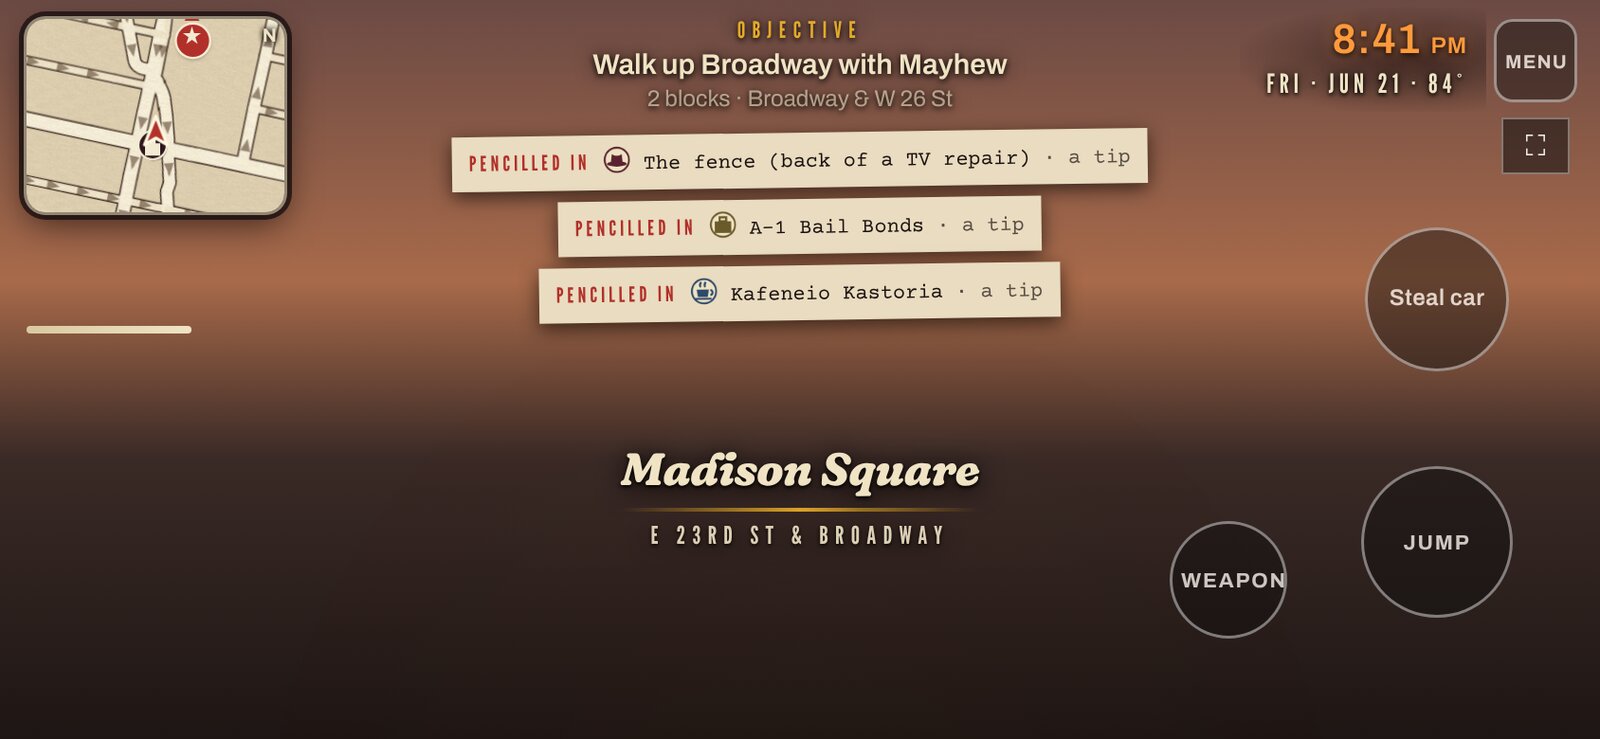 N
OBJECTIVE
Walk up Broadway with Mayhew
2 blocks · Broadway & W 26 St
8:41 PM
FRI · JUN 21 · 84°
MENU
PENCILLED IN The fence (back of a TV repair) · a tip
PENCILLED IN A-1 Bail Bonds · a tip
PENCILLED IN Kafeneio Kastoria · a tip
Steal car
Madison Square
E 23RD ST & BROADWAY
WEAPON
JUMP